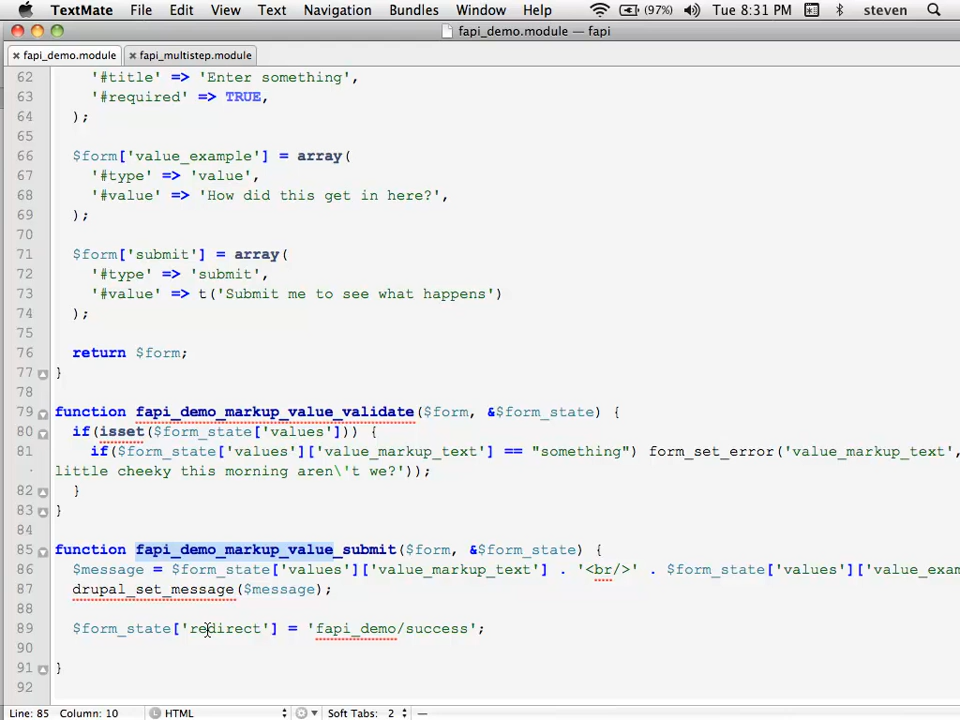 TextMate File Edit View Text Navigation Bundles Window Help (97%) Tue 8:31 PM steven
fapi_demo.module — fapi
fapi_demo.module fapi_multistep.module
62 '#title' => 'Enter something',
63 '#required' => TRUE,
64 );
65
66 $form['value_example'] = array(
67 '#type' => 'value',
68 '#value' => 'How did this get in here?',
69 );
70
71 $form['submit'] = array(
72 '#type' => 'submit',
73 '#value' => t('Submit me to see what happens')
74 );
75
76 return $form;
77 }
78
79 function fapi_demo_markup_value_validate($form, &$form_state) {
80 if(isset($form_state['values'])) {
81 if($form_state['values']['value_markup_text'] == "something") form_set_error('value_markup_text',
little cheeky this morning aren\'t we?'));
82 }
83 }
84
85 function fapi_demo_markup_value_submit($form, &$form_state) {
86 $message = $form_state['values']['value_markup_text'] . '<br/>' . $form_state['values']['value_exam
87 drupal_set_message($message);
88
89 $form_state['redirect'] = 'fapi_demo/success';
90
91 }
92
Line: 85 Column: 10 HTML Soft Tabs: 2 —